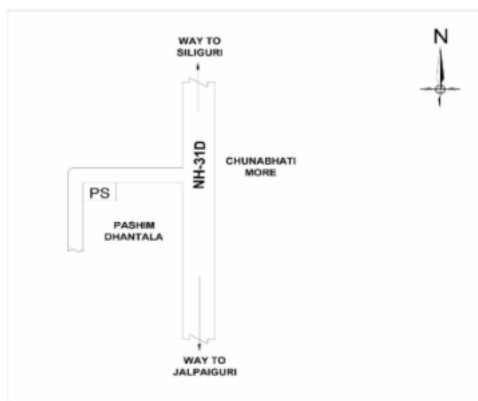 WAY TO
SILIGURI
N
NH-31D
CHUNABHATI
MORE
PS
PASHIM
DHANTALA
WAY TO
JALPAIGURI